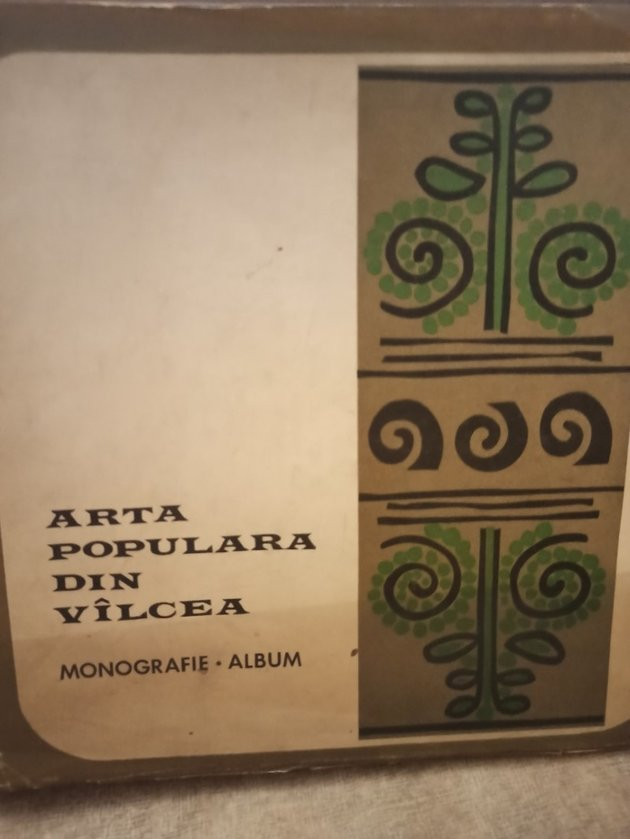 ARTA
POPULARA
DIN
VÎLCEA
MONOGRAFIE • ALBUM